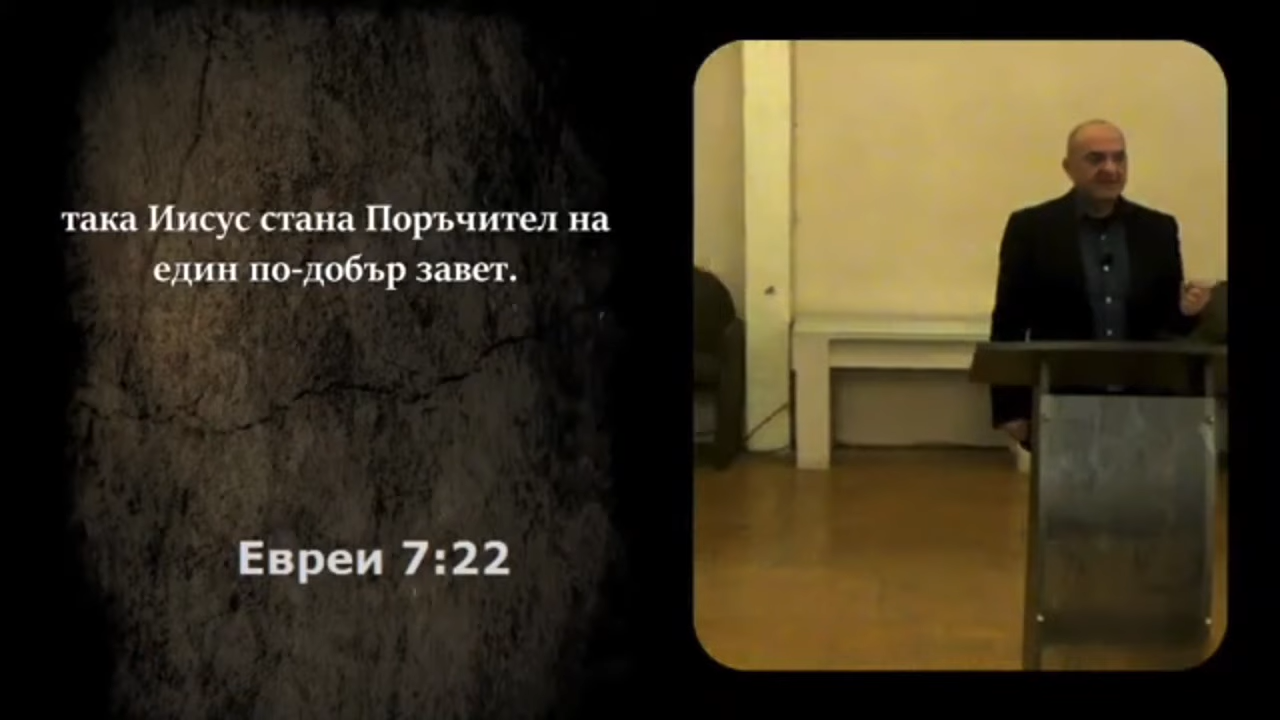 така Иисус стана Поръчител на
един по-добър завет.
Евреи 7:22